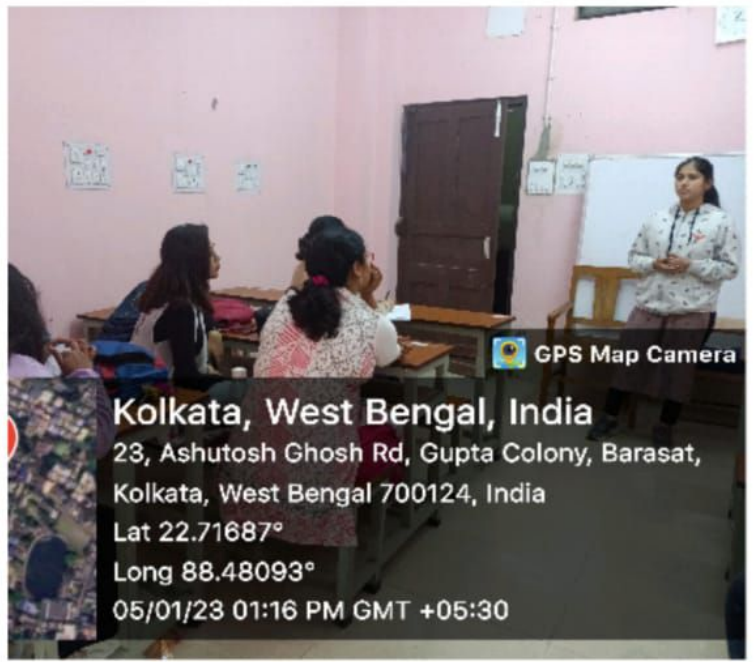 GPS Map Camera
Kolkata, West Bengal, India
23, Ashutosh Ghosh Rd, Gupta Colony, Barasat,
Kolkata, West Bengal 700124, India
Lat 22.71687°
Long 88.48093°
05/01/23 01:16 PM GMT +05:30